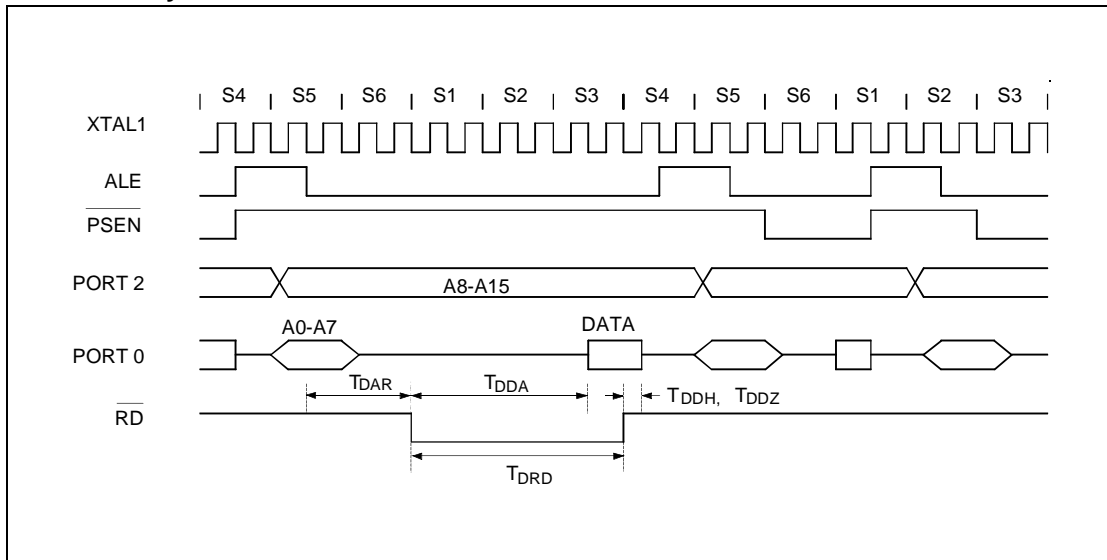 S4 S5 S6 S1 S2 S3 S4 S5 S6 S1 S2 S3
XTAL1
ALE
PSEN
PORT 2
A8-A15
A0-A7
DATA
PORT 0
TDAR
TDDA
TDDH, TDDZ
RD
TDRD